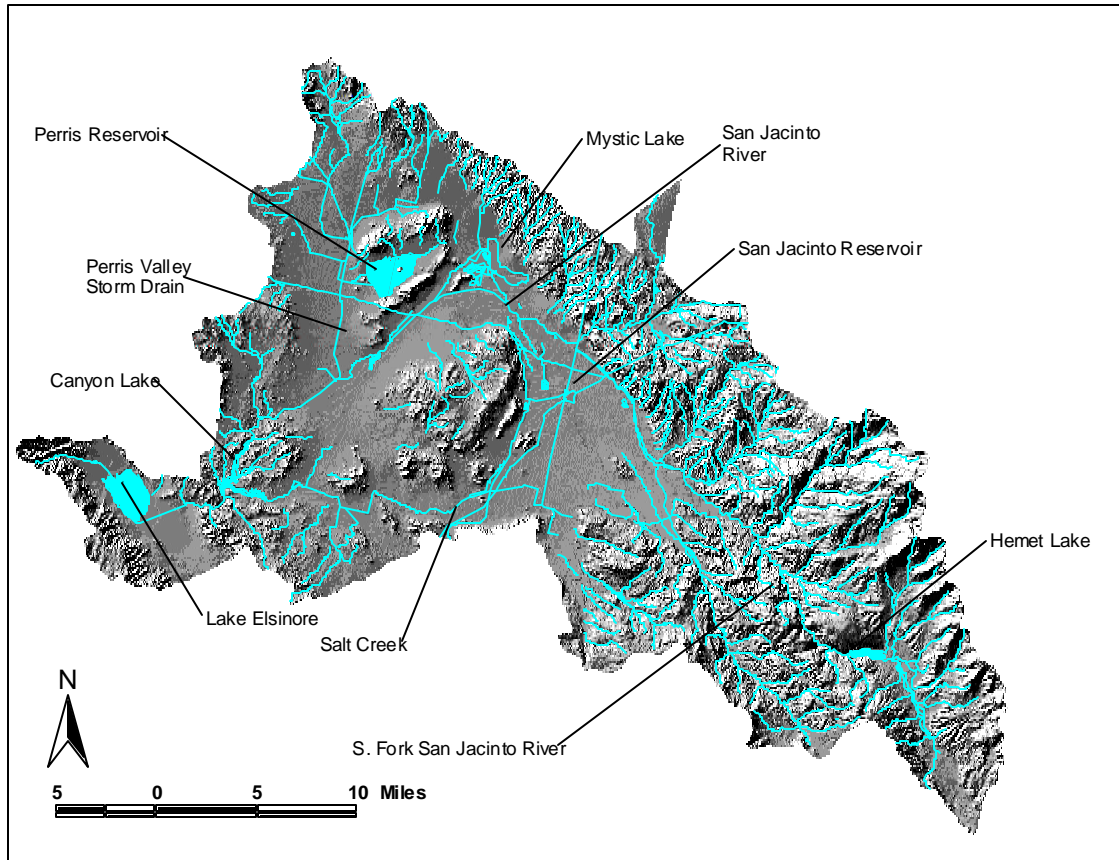 Perris Reservoir
Mystic Lake
San Jacinto
River
San Jacinto Reservoir
Perris Valley
Storm Drain
Canyon Lake
Hemet Lake
Lake Elsinore
Salt Creek
S. Fork San Jacinto River
N
5 0 5 10 Miles